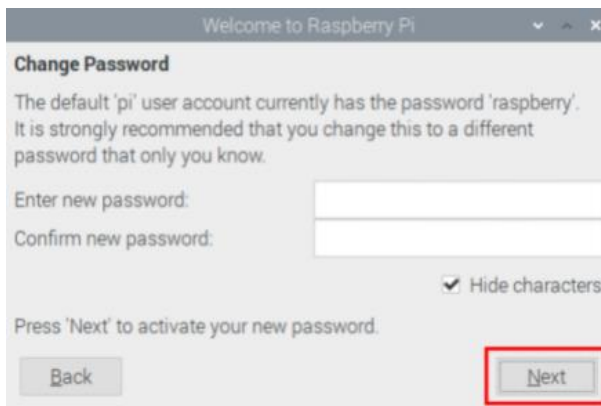 Welcome to Raspberry Pi
Change Password
The default 'pi' user account currently has the password 'raspberry'.
It is strongly recommended that you change this to a different
password that only you know.
Enter new password:
Confirm new password:
Hide characters
Press 'Next' to activate your new password.
Back
Next